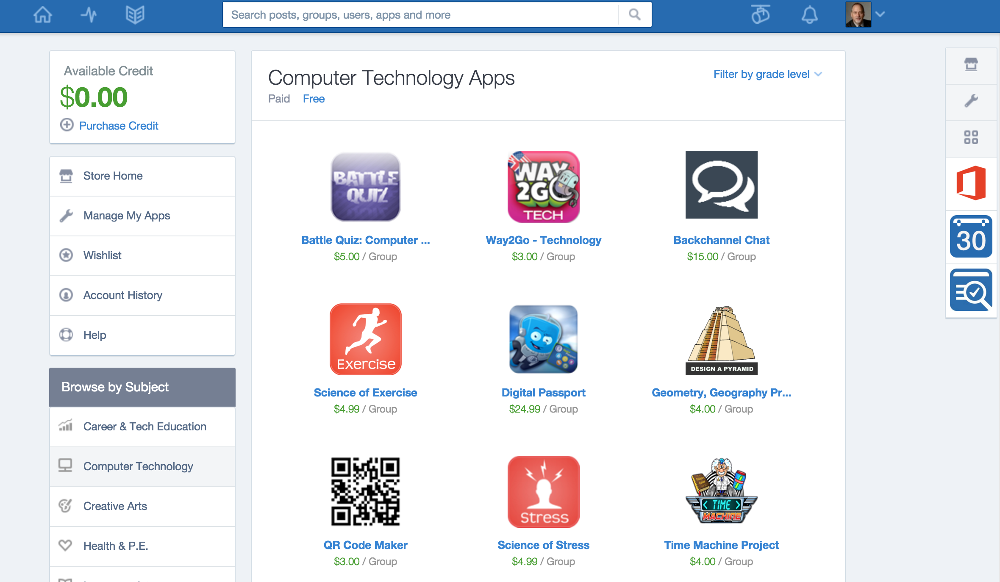 Search posts, groups, users, apps and more
Available Credit
$0.00
Purchase Credit
Store Home
Manage My Apps
Wishlist
Account History
Help
Browse by Subject
Career & Tech Education
Computer Technology
Creative Arts
Health & P.E.
Computer Technology Apps
Filter by grade level
Paid Free
BATTLE
QUIZ
WAY
2GO
TECH
Battle Quiz: Computer ...
$5.00 / Group
Way2Go - Technology
$3.00 / Group
Backchannel Chat
$15.00 / Group
Exercise
DESIGN A PYRAMID
Science of Exercise
$4.99 / Group
Digital Passport
$24.99 / Group
Geometry, Geography Pr...
$4.00 / Group
Stress
TIME
MACHINE
QR Code Maker
$3.00 / Group
Science of Stress
$4.99 / Group
Time Machine Project
$4.00 / Group
30